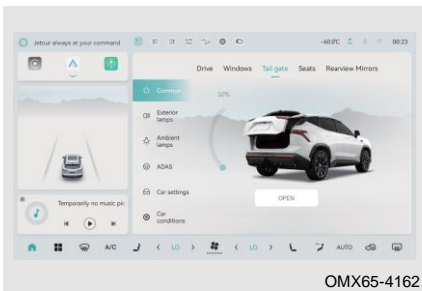 Jetour always at your command
-40.0°C
00:23
Drive Windows Tail gate Seats Rearview Mirrors
Common
50%
Exterior
lamps
Ambient
lamps
ADAS
Car settings
Car
conditions
OPEN
Temporarily no music pic
A/C
LO
LO
AUTO
OMX65-4162